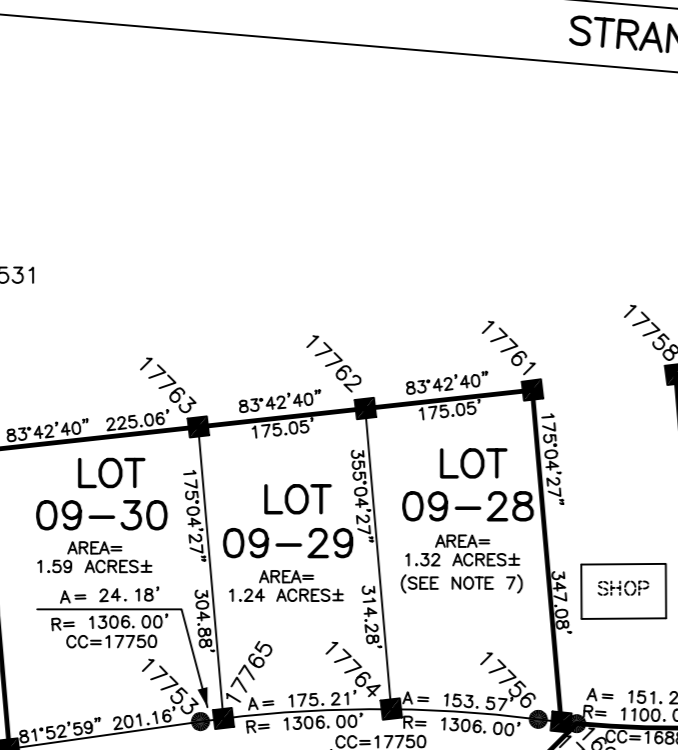 STRAN
531
17758
17761
17762
17763
83°42'40"
83°42'40"
175.05'
83°42'40" 225.06'
175.05'
LOT
09-30
AREA=
1.59 ACRES±
A= 24.18'
R= 1306.00'
CC=17750
175°04'27"
304.88'
LOT
09-29
AREA=
1.24 ACRES±
355°04'27"
314.28'
LOT
09-28
AREA=
1.32 ACRES±
(SEE NOTE 7)
175°04'27"
347.08'
SHOP
17753
17765
17764
17756
81°52'59" 201.16'
A= 175.21'
R= 1306.00'
CC=17750
A= 153.57'
R= 1306.00'
A= 151.2
R= 1100.0
CC=1688